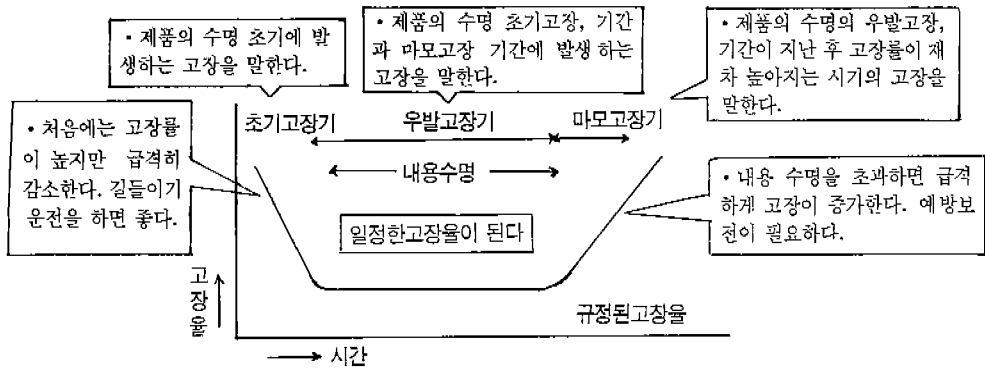 • 제품의 수명 초기에 발
생하는 고장을 말한다.
• 제품의 수명 초기고장, 기간
과 마모고장 기간에 발생하는
고장을 말한다.
• 제품의 수명의 우발고장,
기간이 지난 후 고장률이 재
차 높아지는 시기의 고장을
말한다.
• 처음에는 고장률
이 높지만 급격히
감소한다. 길들이기
운전을 하면 좋다.
초기고장기
우발고장기
마모고장기
내용수명
일정한고장율이 된다
• 내용 수명을 초과하면 급격
하게 고장이 증가한다. 예방보
전이 필요하다.
고
장
율
규정된고장율
시간